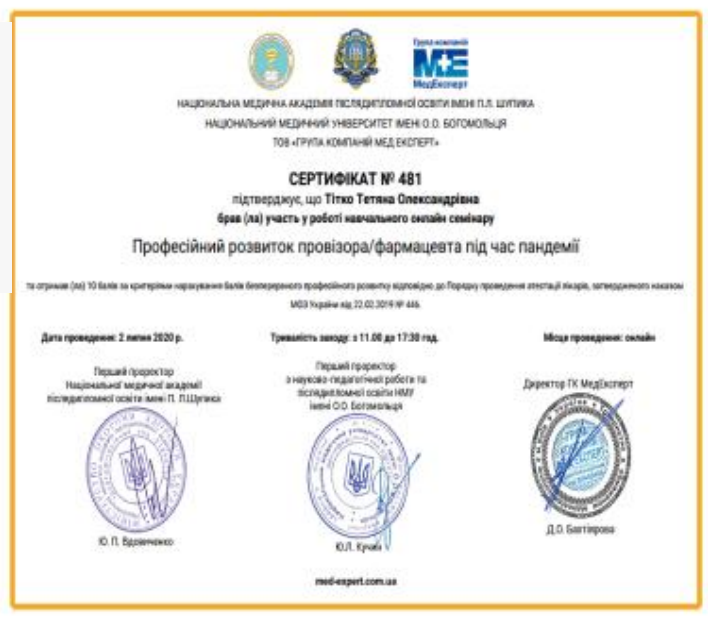 Група компаній
МЕ
МедЕксперт
НАЦІОНАЛЬНА МЕДИЧНА АКАДЕМІЯ ПІСЛЯДИПЛОМНОЇ ОСВІТИ ІМЕНІ П.Л. ШУПИКА
НАЦІОНАЛЬНИЙ МЕДИЧНИЙ УНІВЕРСИТЕТ ІМЕНІ О.О. БОГОМОЛЬЦЯ
ТОВ «ГРУПА КОМПАНІЙ МЕД ЕКСПЕРТ»
СЕРТИФІКАТ № 481
підтверджує, що Тітко Тетяна Олександрівна
брав (ла) участь у роботі навчального онлайн семінару
Професійний розвиток провізора/фармацевта під час пандемії
та отримав (ла) 10 балів за критеріями нарахування балів безперервного професійного розвитку відповідно до Порядку проведення атестації лікарів, затвердженого наказом
МОЗ України від 22.02.2019 № 446.
Дата проведення: 2 липня 2020 р.
Тривалість заходу: з 11.00 до 17:30 год.
Місце проведення: онлайн
Перший проректор
Національної медичної академії
післядипломної освіти імені П. Л.Шупика
Ю. П. Вдовиченко
Перший проректор
з науково-педагогічної роботи та
післядипломної освіти НМУ
імені О.О. Богомольця
Ю.Л. Кучин
Директор ГК МедЕксперт
Д.О. Бахтіярова
med-expert.com.ua